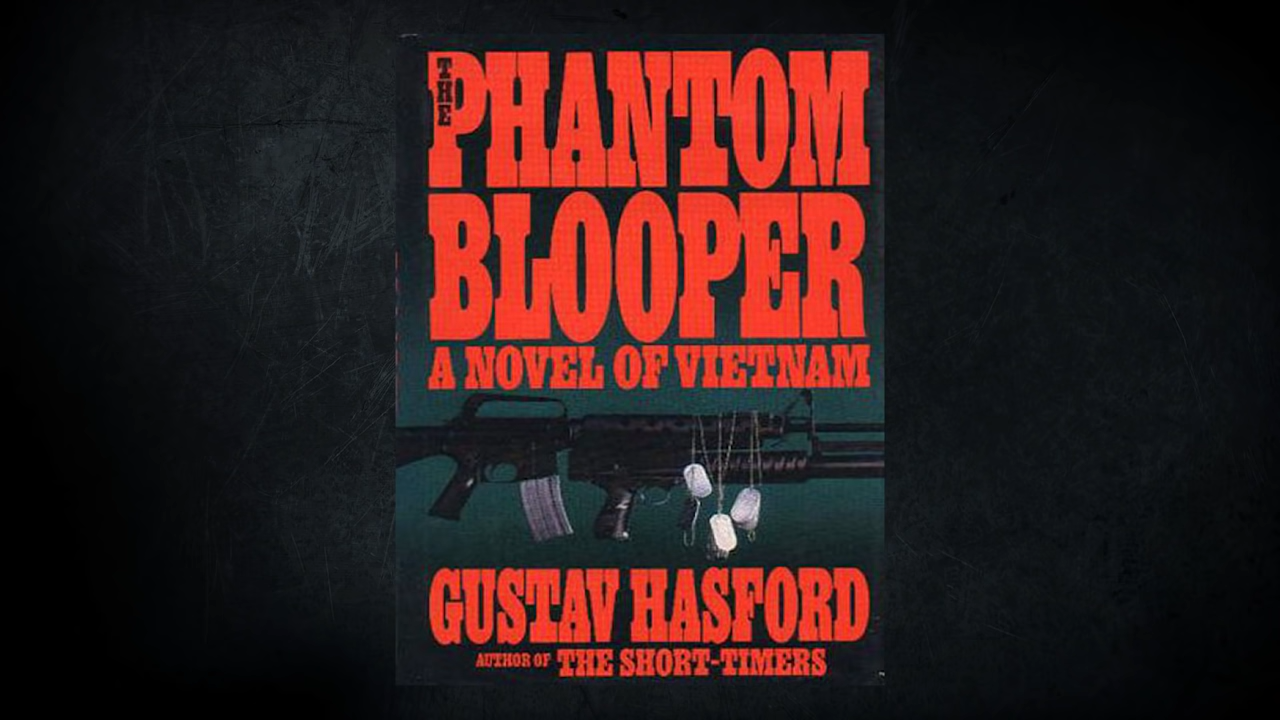 THE
PHANTOM
BLOOPER
A NOVEL OF VIETNAM
GUSTAV HASFORD
AUTHOR OF THE SHORT-TIMERS